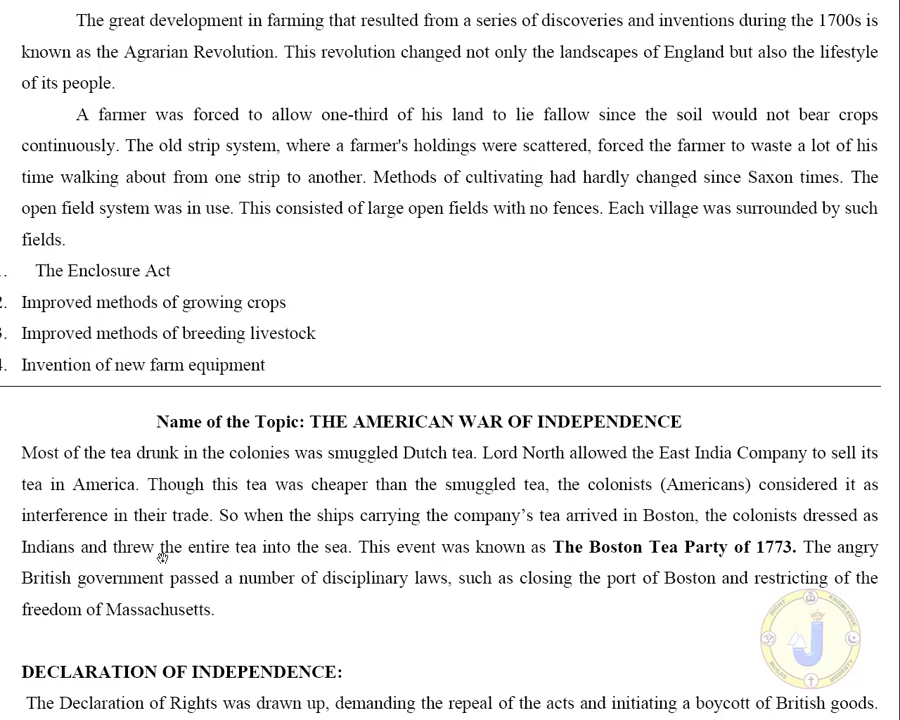 The great development in farming that resulted from a series of discoveries and inventions during the 1700s is
known as the Agrarian Revolution. This revolution changed not only the landscapes of England but also the lifestyle
of its people.
A farmer was forced to allow one-third of his land to lie fallow since the soil would not bear crops
continuously. The old strip system, where a farmer's holdings were scattered, forced the farmer to waste a lot of his
time walking about from one strip to another. Methods of cultivating had hardly changed since Saxon times. The
open field system was in use. This consisted of large open fields with no fences. Each village was surrounded by such
fields.
. The Enclosure Act
2. Improved methods of growing crops
3. Improved methods of breeding livestock
4. Invention of new farm equipment
Name of the Topic: THE AMERICAN WAR OF INDEPENDENCE
Most of the tea drunk in the colonies was smuggled Dutch tea. Lord North allowed the East India Company to sell its
tea in America. Though this tea was cheaper than the smuggled tea, the colonists (Americans) considered it as
interference in their trade. So when the ships carrying the company’s tea arrived in Boston, the colonists dressed as
Indians and threw the entire tea into the sea. This event was known as The Boston Tea Party of 1773. The angry
British government passed a number of disciplinary laws, such as closing the port of Boston and restricting of the
freedom of Massachusetts.
DECLARATION OF INDEPENDENCE:
The Declaration of Rights was drawn up, demanding the repeal of the acts and initiating a boycott of British goods.
KNOWLEDGE
MODESTY
J